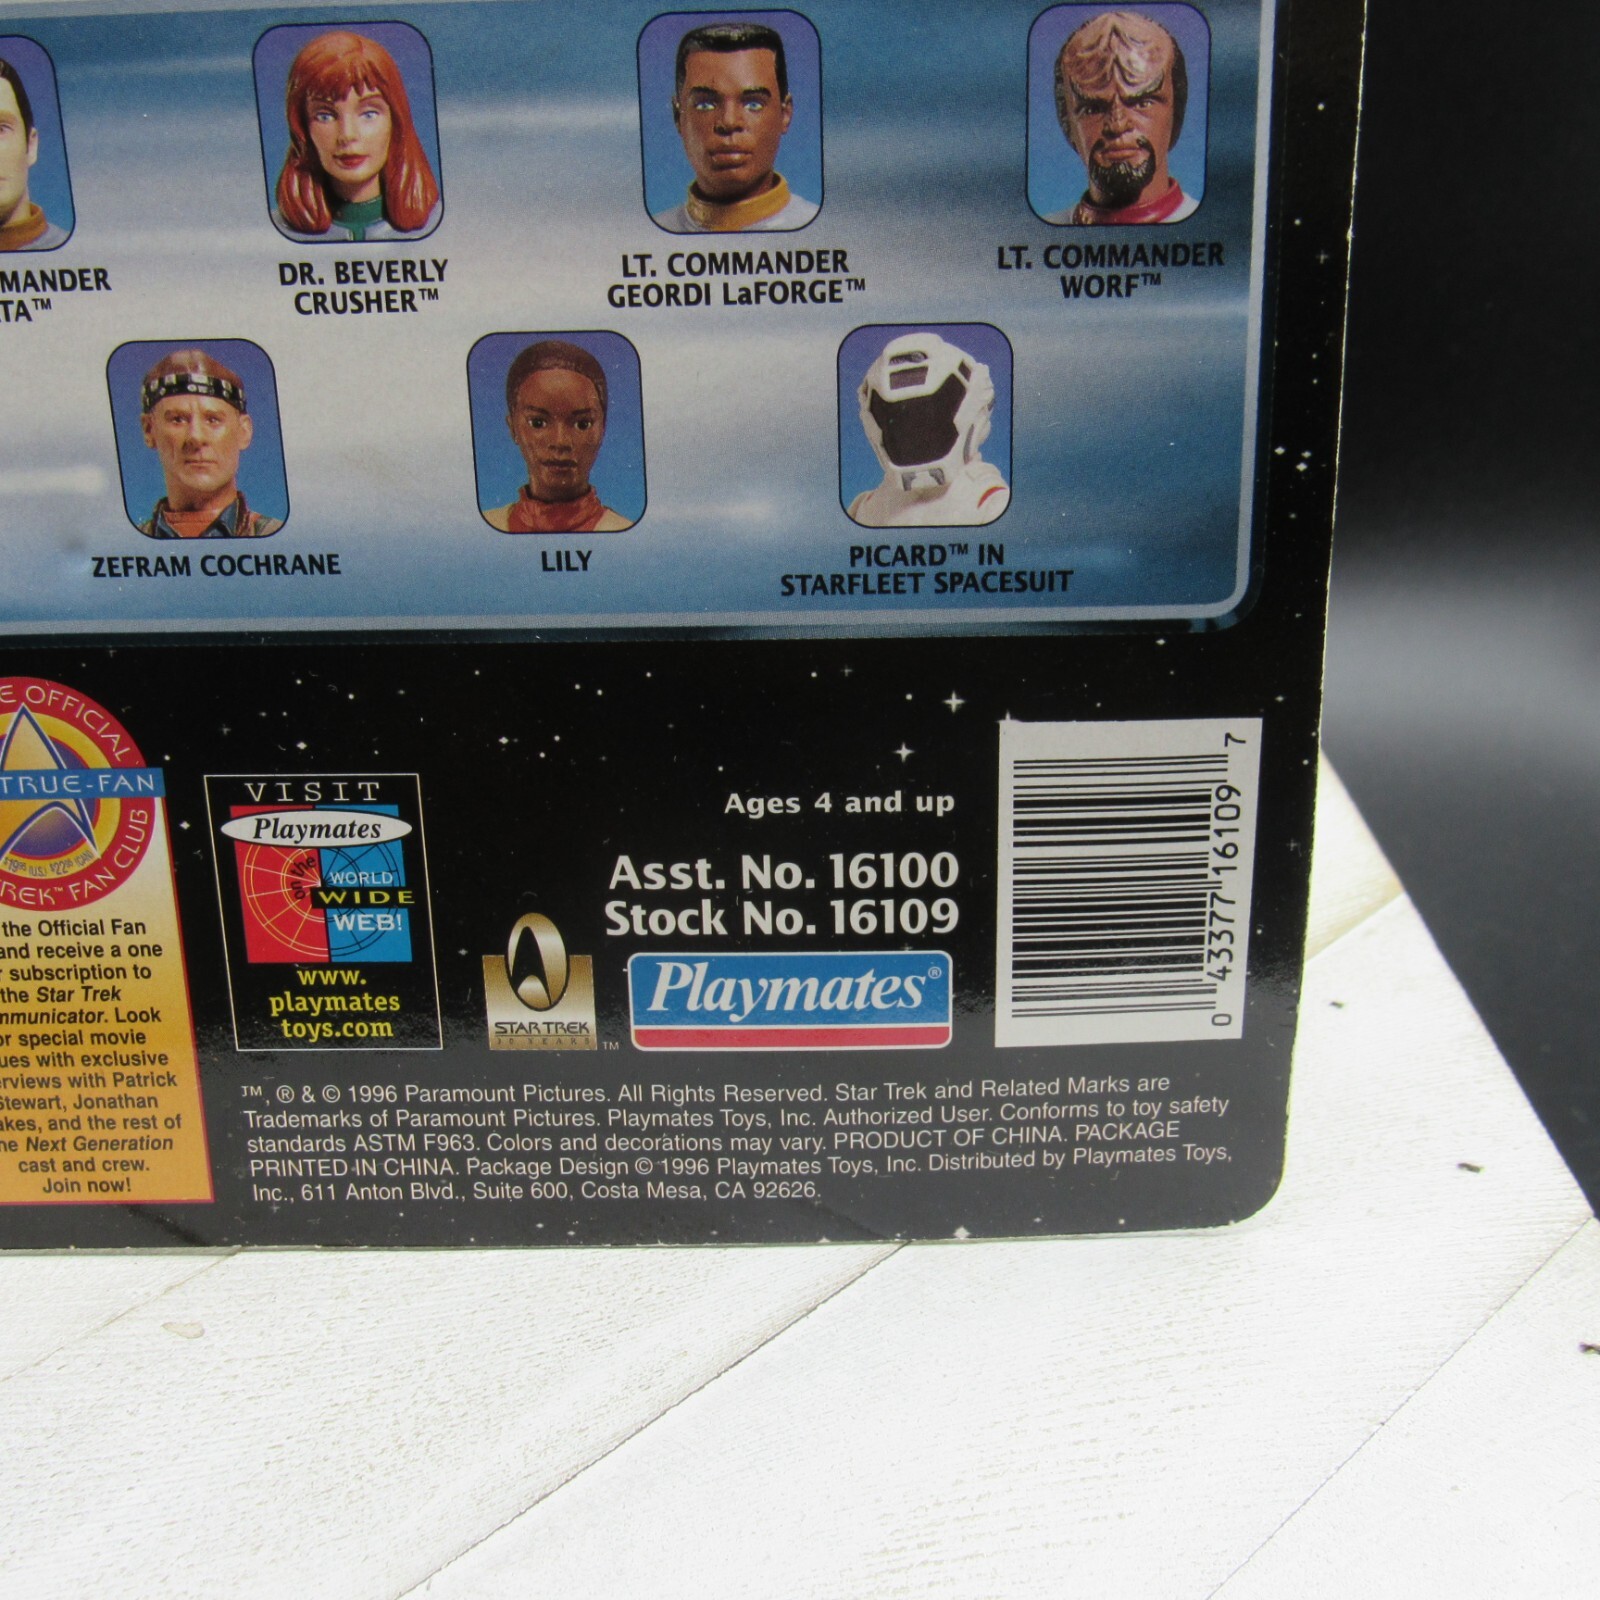 MANDER
TA™
DR. BEVERLY
CRUSHER™
LT. COMMANDER
GEORDI LaFORGE™
LT. COMMANDER
WORF™
ZEFRAM COCHRANE
LILY
PICARD™ IN
STARFLEET SPACESUIT
E OFFICIAL
TRUE-FAN
REK™ FAN CLUB
the Official Fan
and receive a one
r subscription to
the Star Trek
mmunicator. Look
or special movie
ues with exclusive
erviews with Patrick
Stewart, Jonathan
akes, and the rest of
he Next Generation
cast and crew.
Join now!
VISIT
Playmates
on the
WORLD
WIDE
WEB!
www.
playmates
toys.com
STAR TREK
30 YEARS
™
Ages 4 and up
Asst. No. 16100
Stock No. 16109
Playmates®
0 43377 16109 7
™, ® & © 1996 Paramount Pictures. All Rights Reserved. Star Trek and Related Marks are
Trademarks of Paramount Pictures. Playmates Toys, Inc. Authorized User. Conforms to toy safety
standards ASTM F963. Colors and decorations may vary. PRODUCT OF CHINA. PACKAGE
PRINTED IN CHINA. Package Design © 1996 Playmates Toys, Inc. Distributed by Playmates Toys,
Inc., 611 Anton Blvd., Suite 600, Costa Mesa, CA 92626.